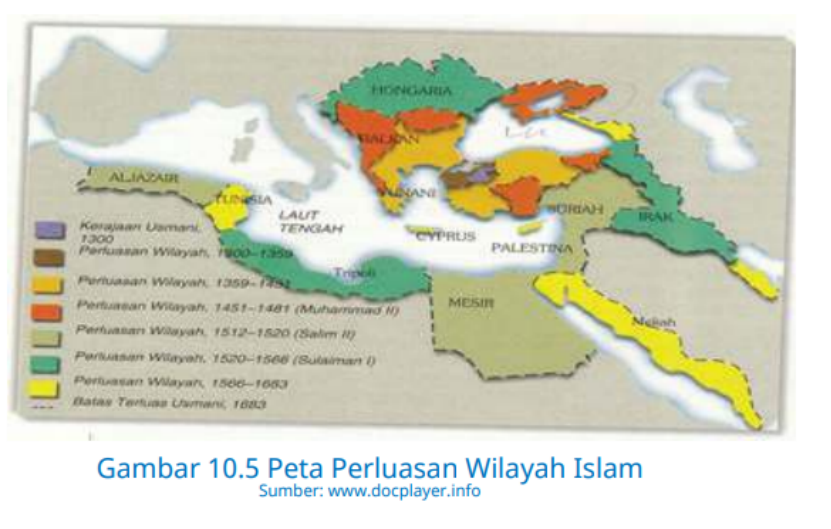 HONGARIA
BALKAN
ALJAZAIR
TUNISIA
YUNANI
LAUT
TENGAH
CYPRUS
SURIAH
IRAK
PALESTINA
Tripoli
MESIR
Kerajaan Usmani,
1300
Perluasan Wilayah, 1300–1359
Perluasan Wilayah, 1359–1451
Perluasan Wilayah, 1451–1481 (Muhammad II)
Perluasan Wilayah, 1512–1520 (Salim II)
Perluasan Wilayah, 1520–1566 (Sulaiman I)
Perluasan Wilayah, 1566–1683
Batas Terluas Usmani, 1683
Gambar 10.5 Peta Perluasan Wilayah Islam
Sumber: www.docplayer.info